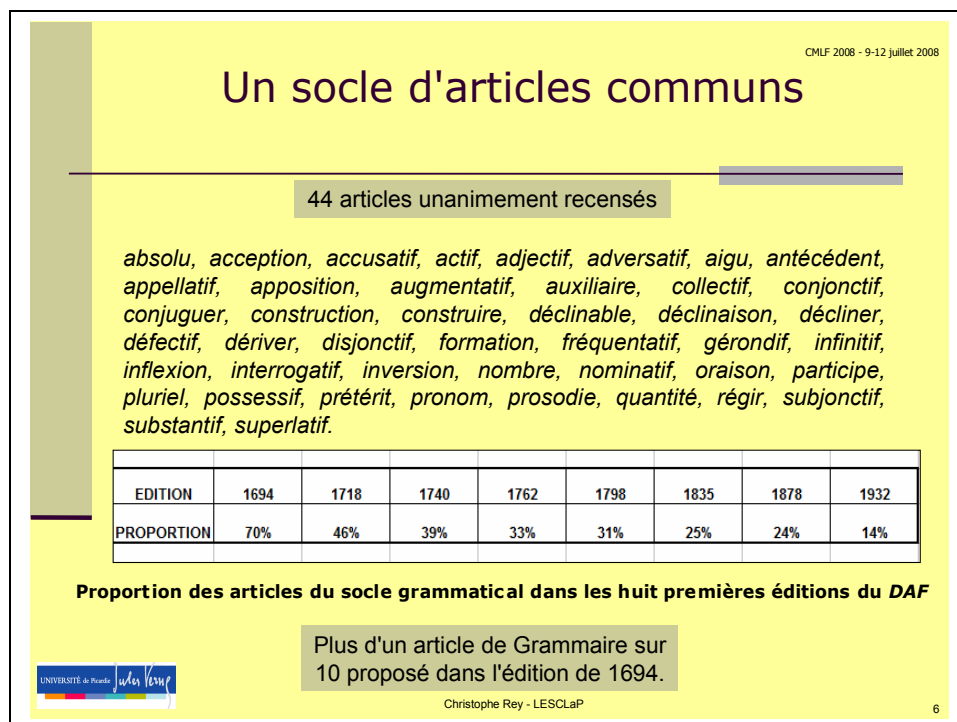 CMLF 2008 - 9-12 juillet 2008
Un socle d'articles communs
44 articles unanimement recensés
absolu, acception, accusatif, actif, adjectif, adversatif, aigu, antécédent,
appellatif, apposition, augmentatif, auxiliaire, collectif, conjonctif,
conjuguer, construction, construire, déclinable, déclinaison, décliner,
défectif, dériver, disjonctif, formation, fréquentatif, gérondif, infinitif,
inflexion, interrogatif, inversion, nombre, nominatif, oraison, participe,
pluriel, possessif, prétérit, pronom, prosodie, quantité, régir, subjonctif,
substantif, superlatif.
EDITION 1694 1718 1740 1762 1798 1835 1878 1932
PROPORTION 70% 46% 39% 33% 31% 25% 24% 14%
Proportion des articles du socle grammatical dans les huit premières éditions du DAF
Plus d'un article de Grammaire sur
10 proposé dans l'édition de 1694.
UNIVERSITÉ de Picardie Jules Verne
Christophe Rey - LESCLaP
6